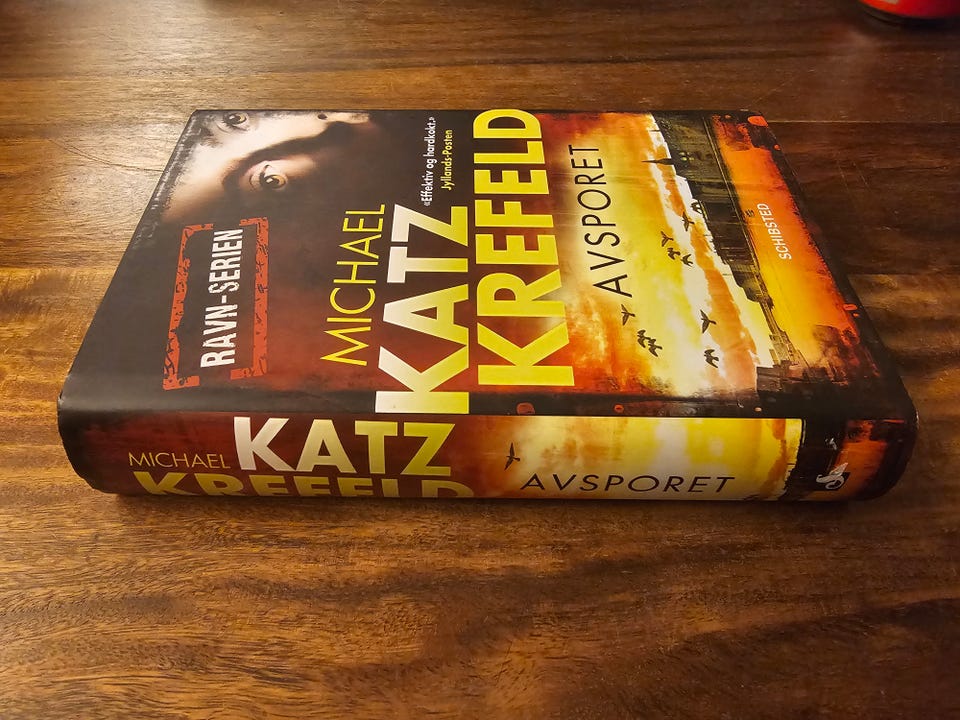 RAVN-SERIEN
MICHAEL
KATZ
«Effektiv og hardkokt.»
Jyllands-Posten
KREFELD
AVSPORET
SCHIBSTED
MICHAEL
KATZ
KREFELD
AVSPORET